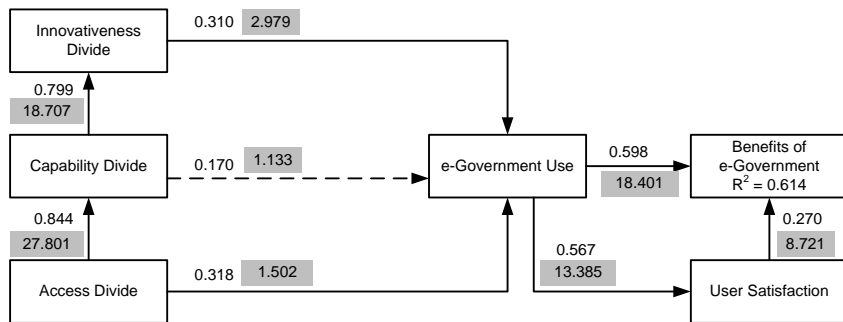 Innovativeness
Divide
0.310 2.979
0.799
18.707
Capability Divide
0.170 1.133
e-Government Use
0.598
18.401
Benefits of
e-Government
R² = 0.614
0.844
27.801
0.318 1.502
0.567
13.385
0.270
8.721
Access Divide
User Satisfaction